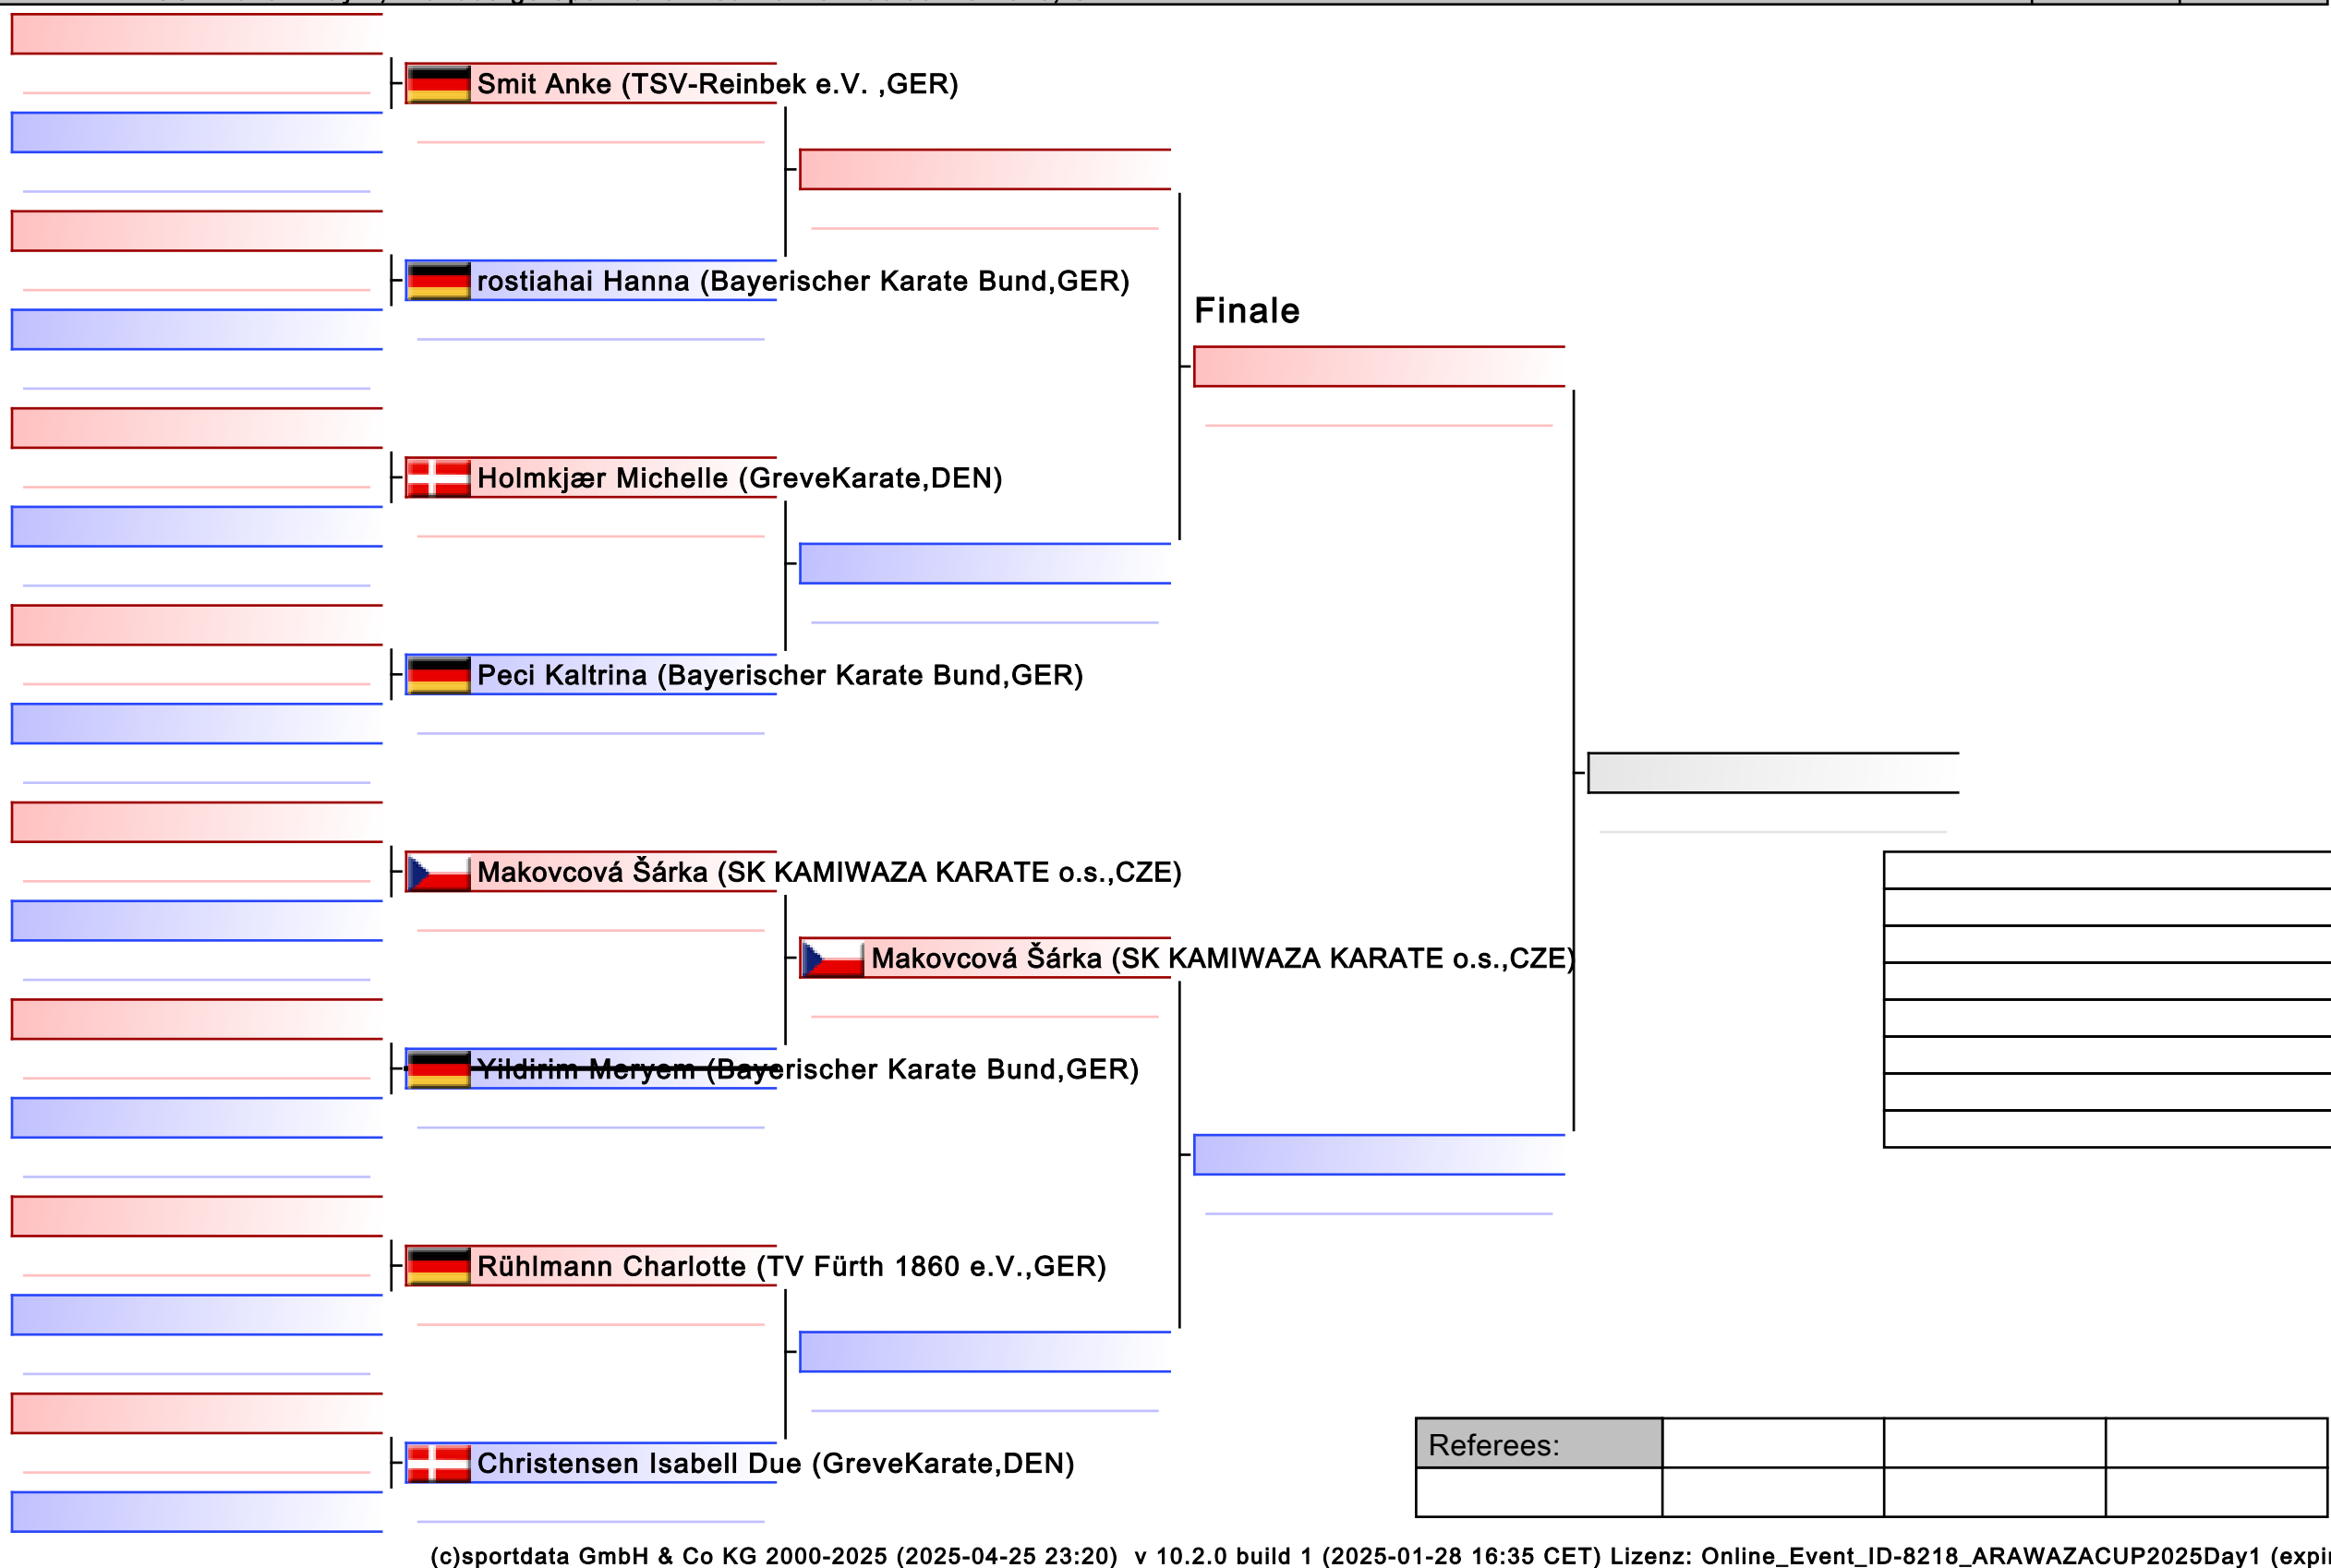 Smit Anke (TSV-Reinbek e.V. ,GER)
rostiahai Hanna (Bayerischer Karate Bund,GER)
Finale
Holmkjær Michelle (GreveKarate,DEN)
Peci Kaltrina (Bayerischer Karate Bund,GER)
Makovcová Šárka (SK KAMIWAZA KARATE o.s.,CZE)
Makovcová Šárka (SK KAMIWAZA KARATE o.s.,CZE)
Yildirim Meryem (Bayerischer Karate Bund,GER)
Rühlmann Charlotte (TV Fürth 1860 e.V.,GER)
Referees:
Christensen Isabell Due (GreveKarate,DEN)
(c)sportdata GmbH & Co KG 2000-2025 (2025-04-25 23:20) v 10.2.0 build 1 (2025-01-28 16:35 CET) Lizenz: Online_Event_ID-8218_ARAWAZACUP2025Day1 (expi